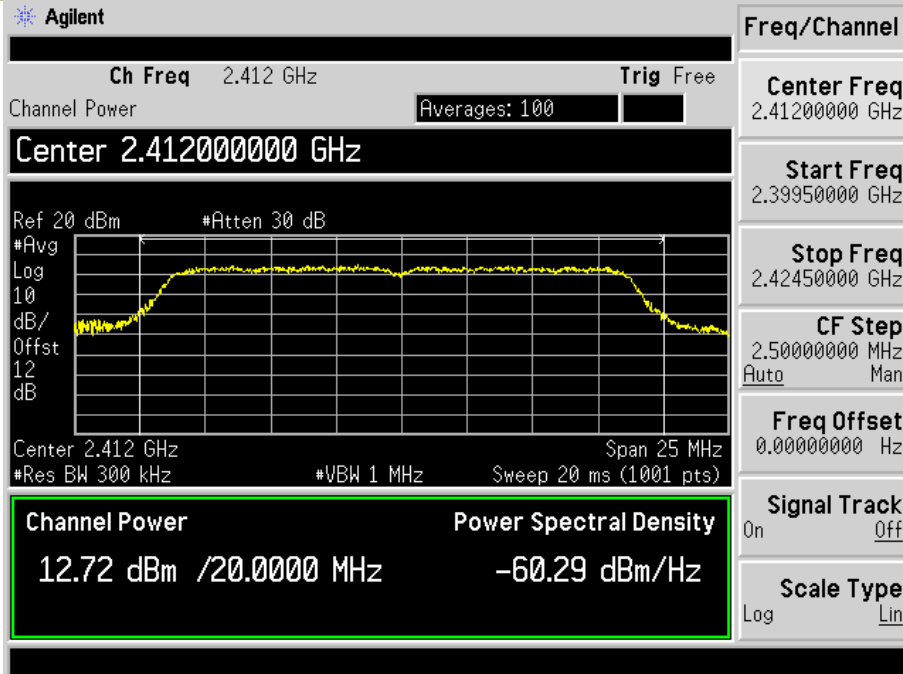 Agilent
Freq/Channel
Ch Freq 2.412 GHz Trig Free
Channel Power Averages: 100
Center 2.412000000 GHz
Ref 20 dBm #Atten 30 dB
#Avg
Log
10
dB/
Offst
12
dB
Center 2.412 GHz Span 25 MHz
#Res BW 300 kHz #VBW 1 MHz Sweep 20 ms (1001 pts)
Channel Power Power Spectral Density
12.72 dBm /20.0000 MHz -60.29 dBm/Hz
Center Freq
2.41200000 GHz
Start Freq
2.39950000 GHz
Stop Freq
2.42450000 GHz
CF Step
2.50000000 MHz
Auto Man
Freq Offset
0.00000000 Hz
Signal Track
On Off
Scale Type
Log Lin